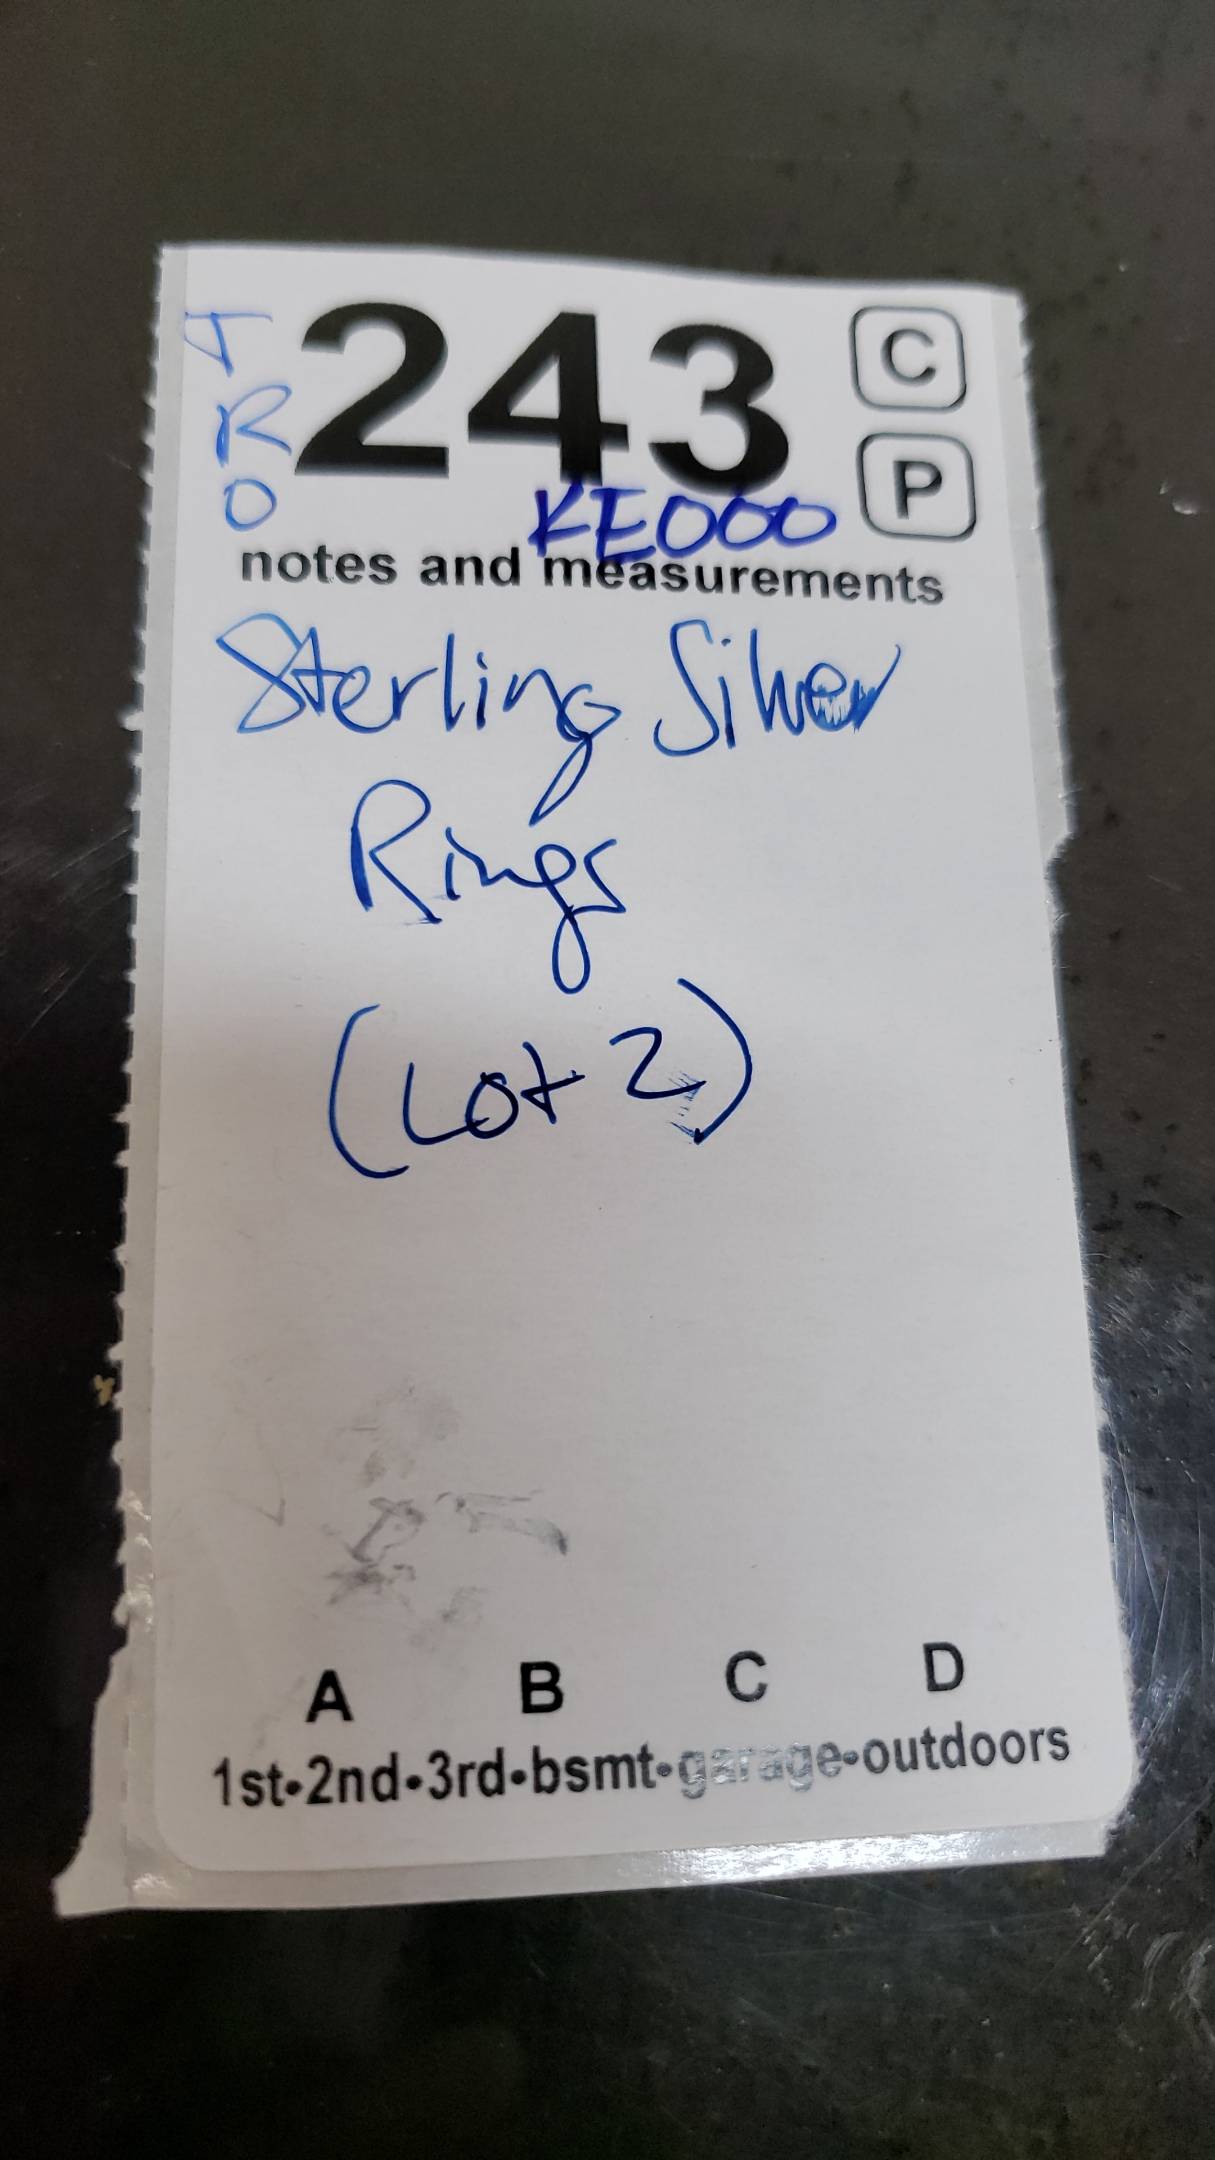 TRO
243
C
P
KE000
notes and measurements
Sterling Silver
Rings
(Lot 2)
A B C D
1st•2nd•3rd•bsmt•garage•outdoors